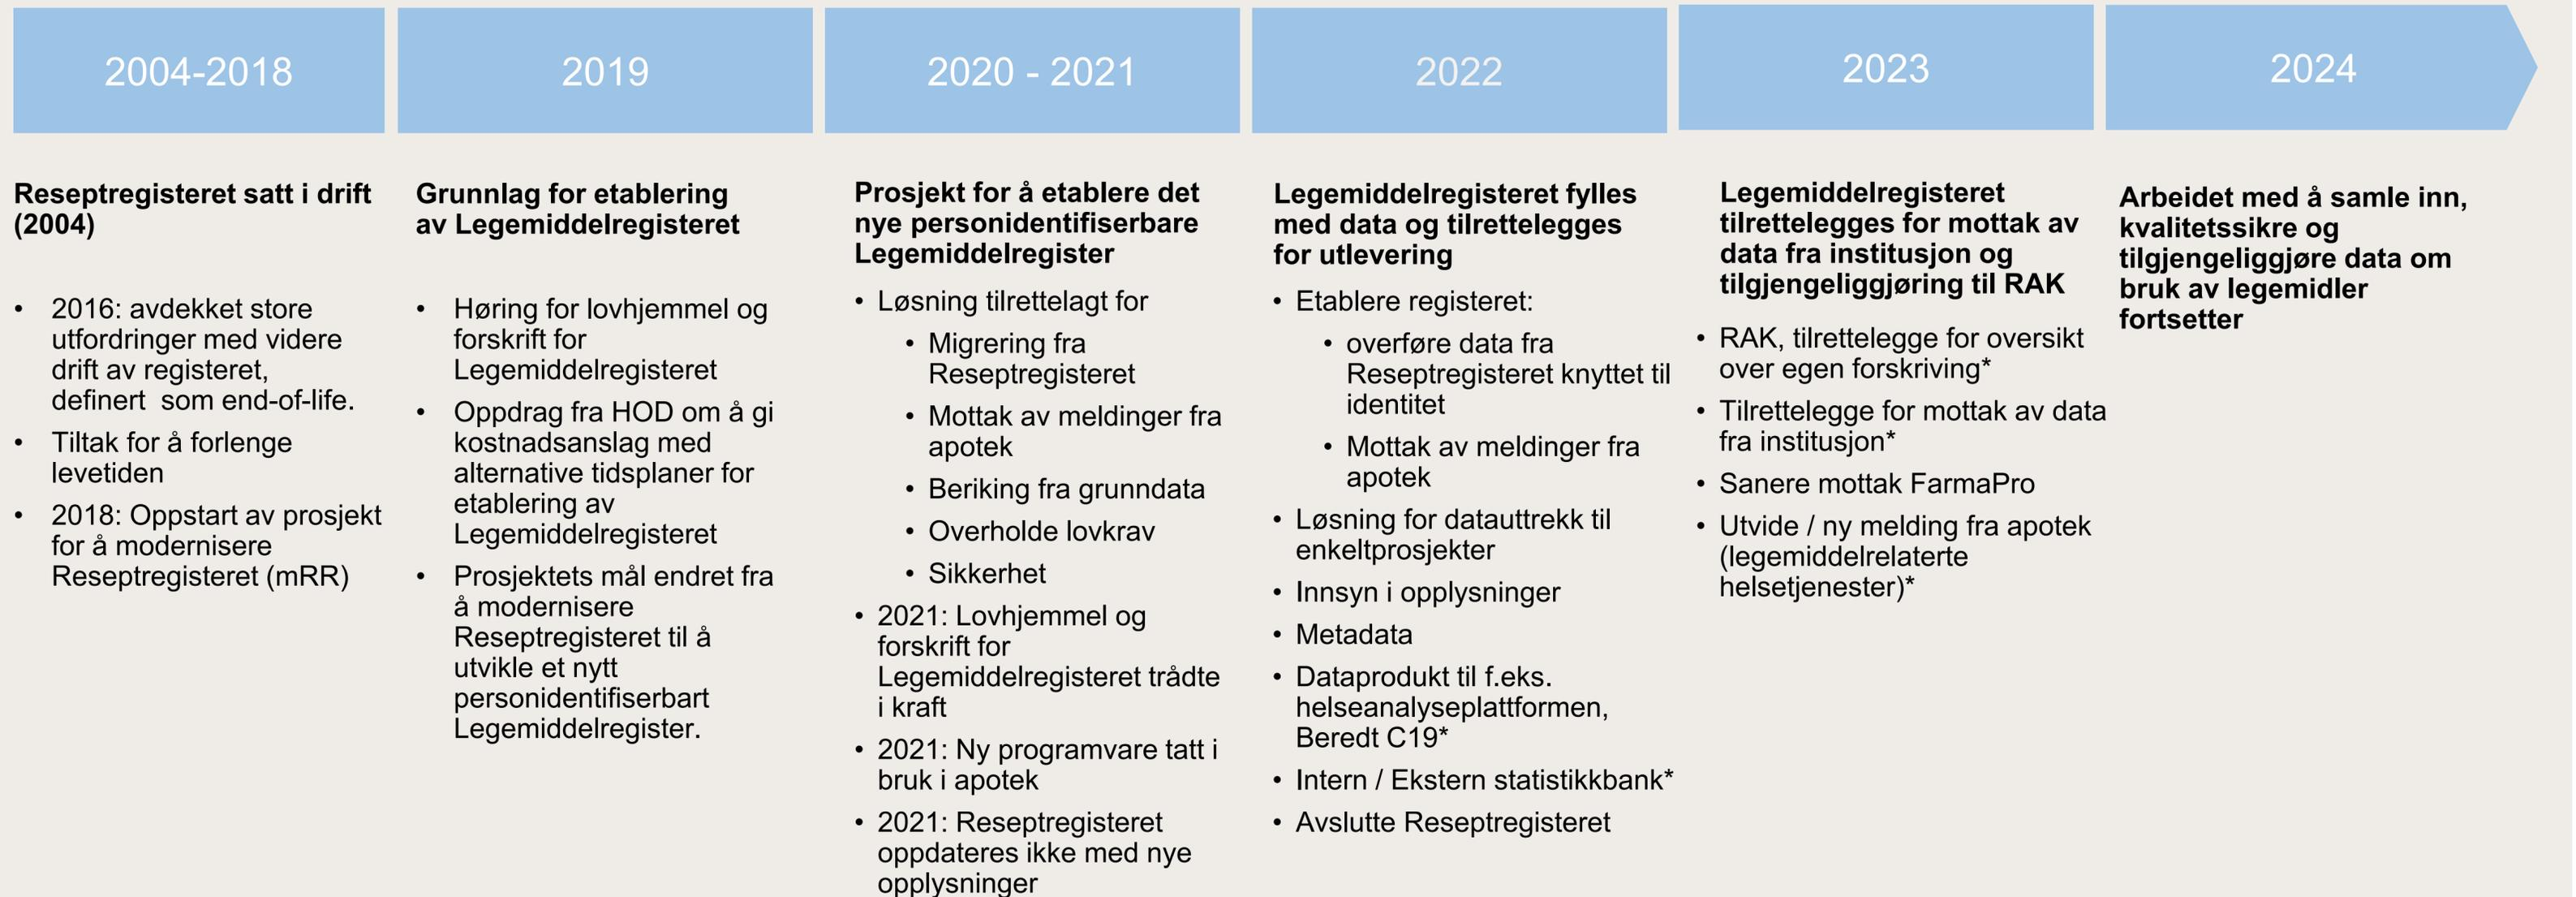 2004-2018
2019
2020 - 2021
2022
2023
2024
Reseptregisteret satt i drift
(2004)
• 2016: avdekket store
utfordringer med videre
drift av registeret,
definert  som end-of-life.
• Tiltak for å forlenge
levetiden
• 2018: Oppstart av prosjekt
for å modernisere
Reseptregisteret (mRR)
Grunnlag for etablering
av Legemiddelregisteret
• Høring for lovhjemmel og
forskrift for
Legemiddelregisteret
• Oppdrag fra HOD om å gi
kostnadsanslag med
alternative tidsplaner for
etablering av
Legemiddelregisteret
• Prosjektets mål endret fra
å modernisere
Reseptregisteret til å
utvikle et nytt
personidentifiserbart
Legemiddelregister.
Prosjekt for å etablere det
nye personidentifiserbare
Legemiddelregister
• Løsning tilrettelagt for
• Migrering fra
Reseptregisteret
• Mottak av meldinger fra
apotek
• Beriking fra grunndata
• Overholde lovkrav
• Sikkerhet
• 2021: Lovhjemmel og
forskrift for
Legemiddelregisteret trådte
i kraft
• 2021: Ny programvare tatt i
bruk i apotek
• 2021: Reseptregisteret
oppdateres ikke med nye
opplysninger
Legemiddelregisteret fylles
med data og tilrettelegges
for utlevering
• Etablere registeret:
• overføre data fra
Reseptregisteret knyttet til
identitet
• Mottak av meldinger fra
apotek
• Løsning for datauttrekk til
enkeltprosjekter
• Innsyn i opplysninger
• Metadata
• Dataprodukt til f.eks.
helseanalyseplattformen,
Beredt C19*
• Intern / Ekstern statistikkbank*
• Avslutte Reseptregisteret
Legemiddelregisteret
tilrettelegges for mottak av
data fra institusjon og
tilgjengeliggjøring til RAK
• RAK, tilrettelegge for oversikt
over egen forskriving*
• Tilrettelegge for mottak av data
fra institusjon*
• Sanere mottak FarmaPro
• Utvide / ny melding fra apotek
(legemiddelrelaterte
helsetjenester)*
Arbeidet med å samle inn,
kvalitetssikre og
tilgjengeliggjøre data om
bruk av legemidler
fortsetter